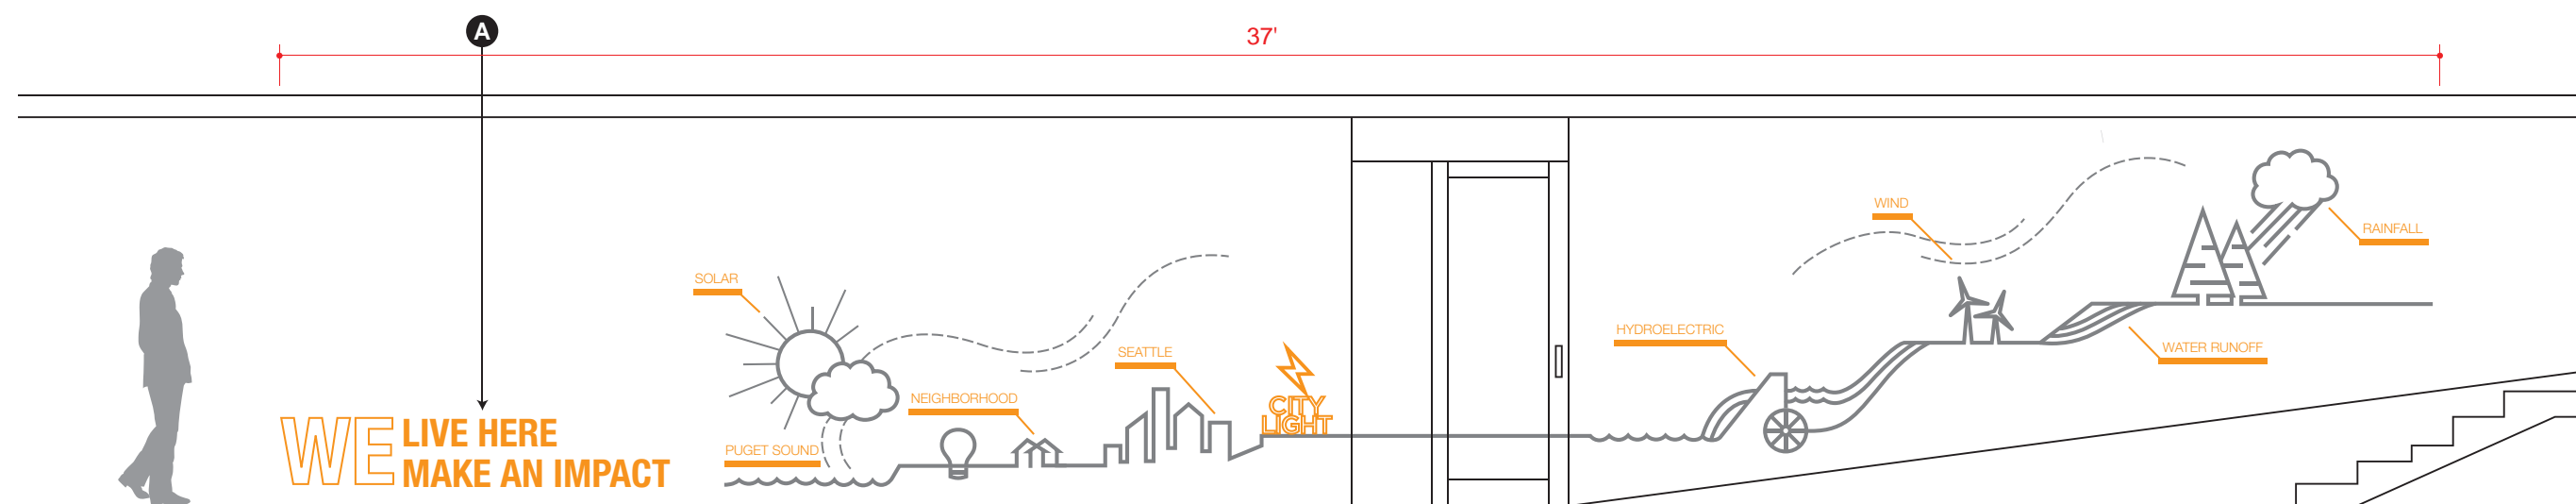 A
37'
WIND
RAINFALL
SOLAR
HYDROELECTRIC
WATER RUNOFF
SEATTLE
NEIGHBORHOOD
CITY
LIGHT
WE LIVE HERE
MAKE AN IMPACT
PUGET SOUND